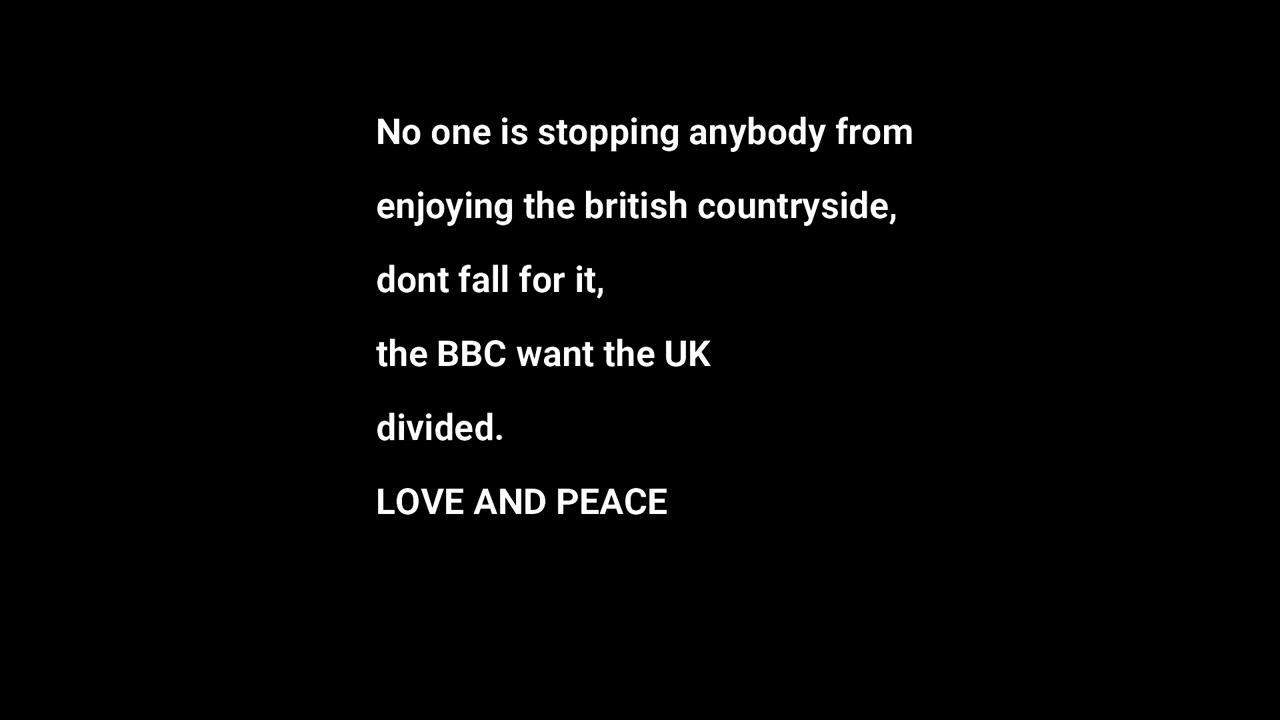 No one is stopping anybody from
enjoying the british countryside,
dont fall for it,
the BBC want the UK
divided.
LOVE AND PEACE